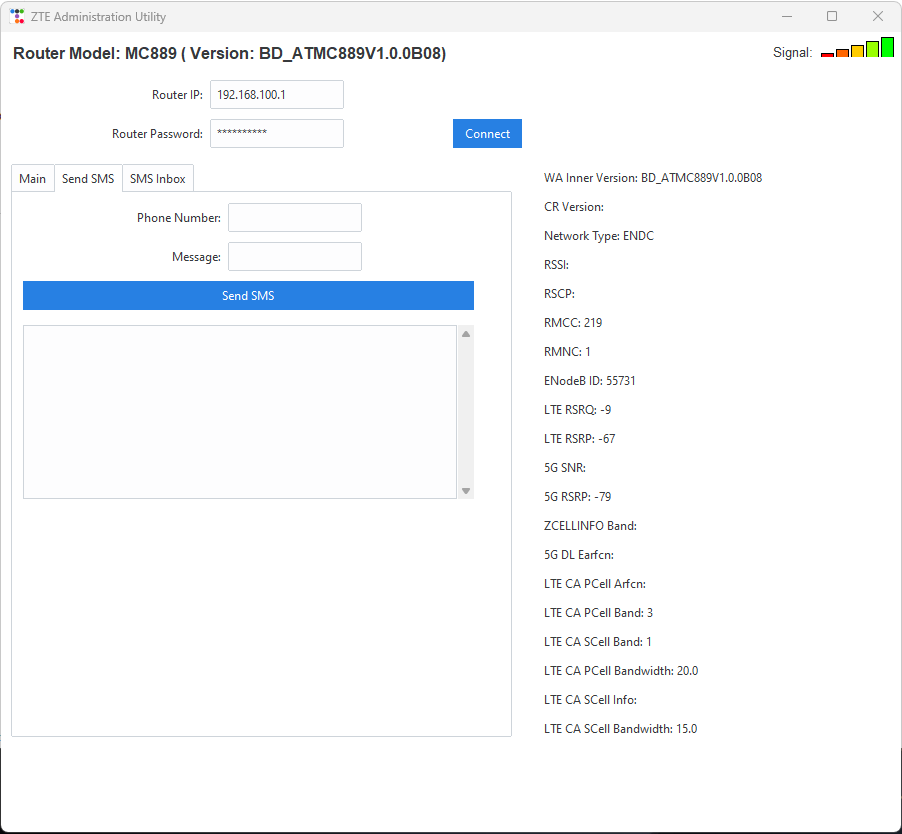 ZTE Administration Utility
Router Model: MC889 ( Version: BD_ATMC889V1.0.0B08)
Signal:
Router IP: 192.168.100.1
Router Password: **********
Connect
Main Send SMS SMS Inbox
Phone Number:
Message:
Send SMS
WA Inner Version: BD_ATMC889V1.0.0B08
CR Version:
Network Type: ENDC
RSSI:
RSCP:
RMCC: 219
RMNC: 1
ENodeB ID: 55731
LTE RSRQ: -9
LTE RSRP: -67
5G SNR:
5G RSRP: -79
ZCELLINFO Band:
5G DL Earfcn:
LTE CA PCell Arfcn:
LTE CA PCell Band: 3
LTE CA SCell Band: 1
LTE CA PCell Bandwidth: 20.0
LTE CA SCell Info:
LTE CA SCell Bandwidth: 15.0